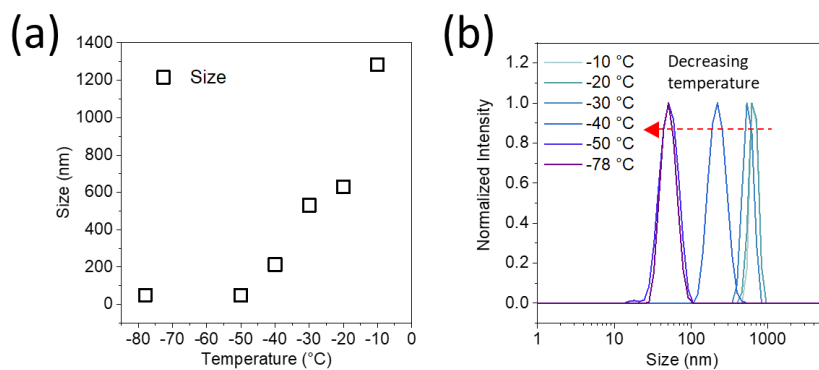 (a)
1400
1200
1000
800
600
400
200
0
Size (nm)
Size
-80 -70 -60 -50 -40 -30 -20 -10 0
Temperature (°C)
(b)
1.2
1.0
0.8
0.6
0.4
0.2
0.0
Normalized Intensity
-10 °C
-20 °C
-30 °C
-40 °C
-50 °C
-78 °C
Decreasing
temperature
1 10 100 1000
Size (nm)